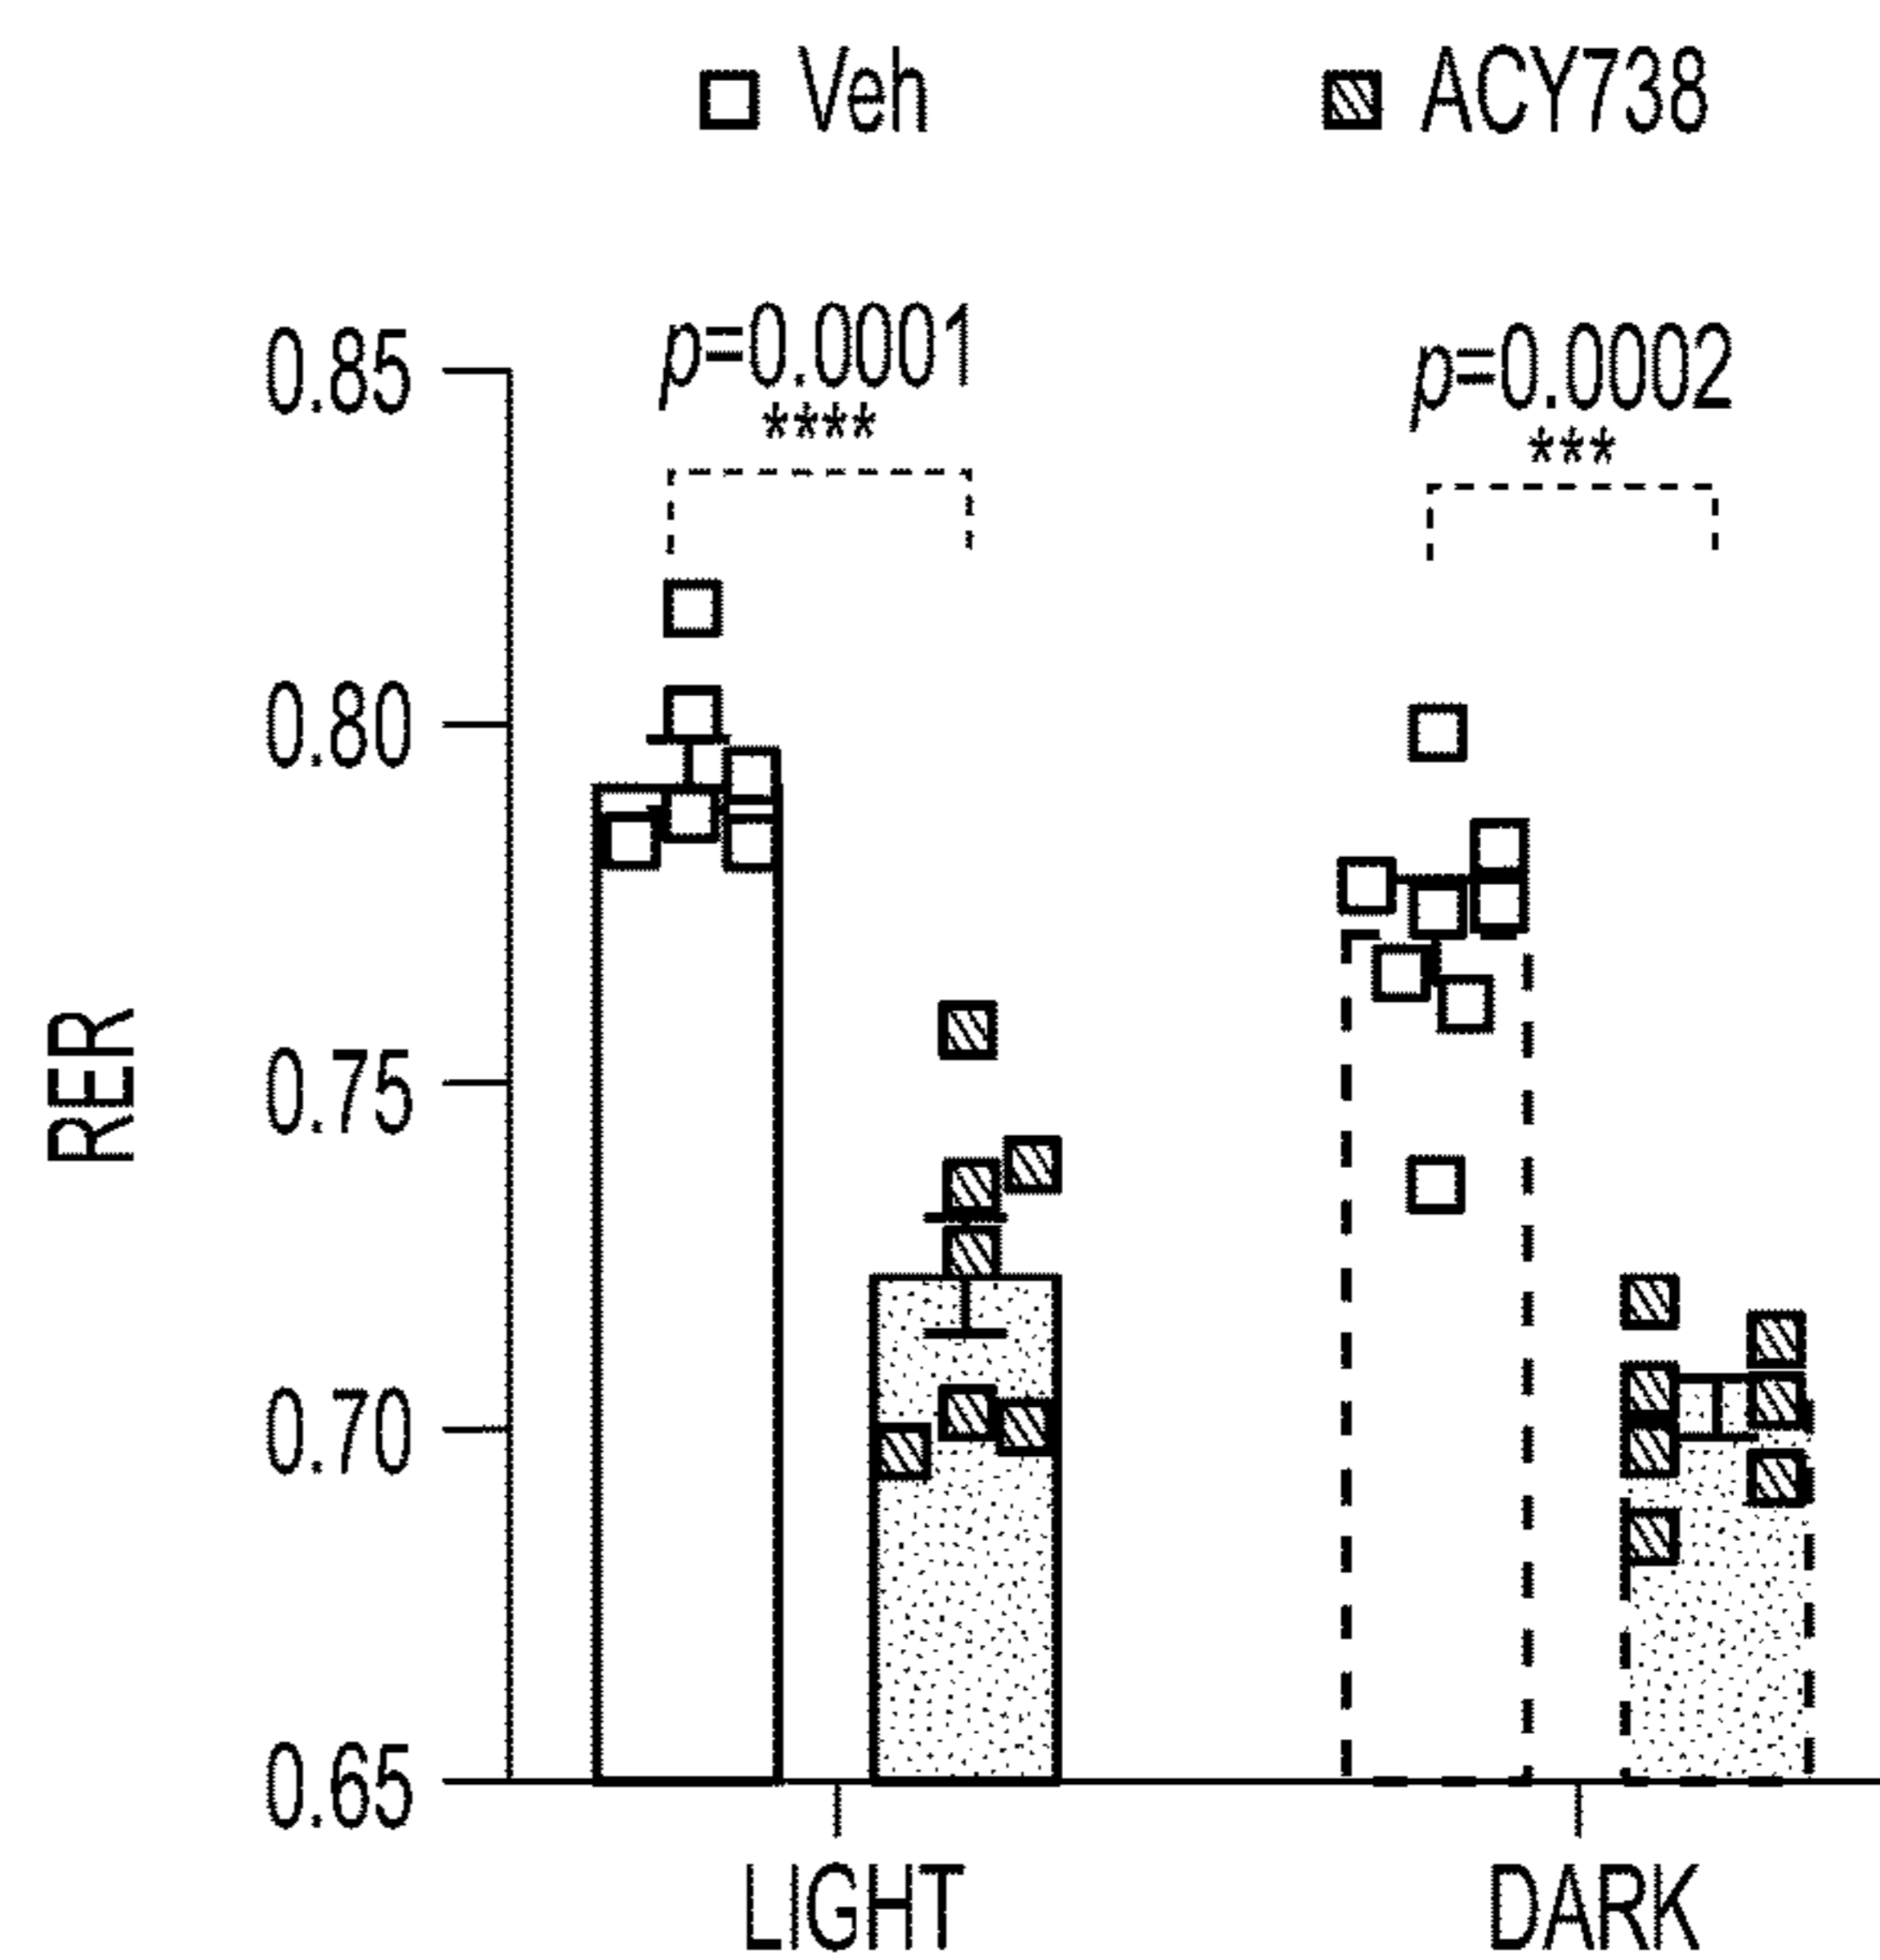 Veh ACY738
p=0.0001
****
p=0.0002
***
0.85
0.80
0.75
0.70
0.65
RER
LIGHT DARK